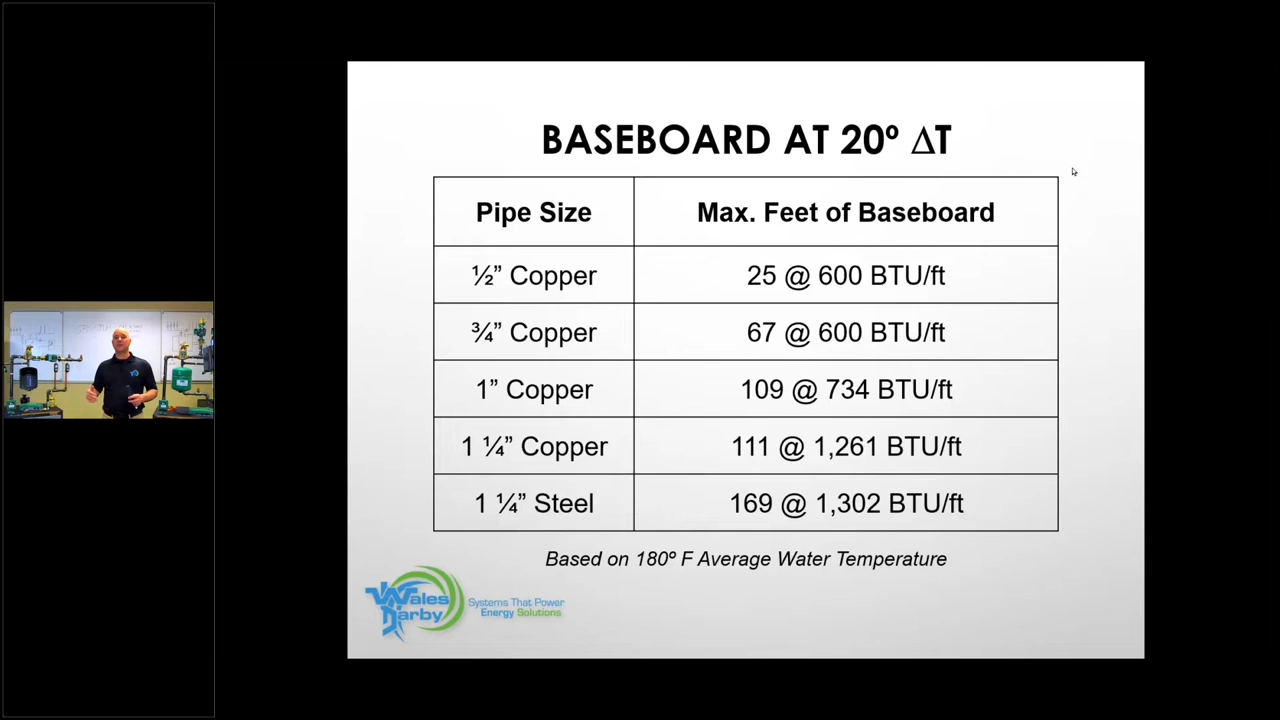 BASEBOARD AT 20º ΔT
Pipe Size
Max. Feet of Baseboard
½” Copper
25 @ 600 BTU/ft
¾” Copper
67 @ 600 BTU/ft
1” Copper
109 @ 734 BTU/ft
1 ¼” Copper
111 @ 1,261 BTU/ft
1 ¼” Steel
169 @ 1,302 BTU/ft
Based on 180º F Average Water Temperature
Wales Darby
Systems That Power
Energy Solutions